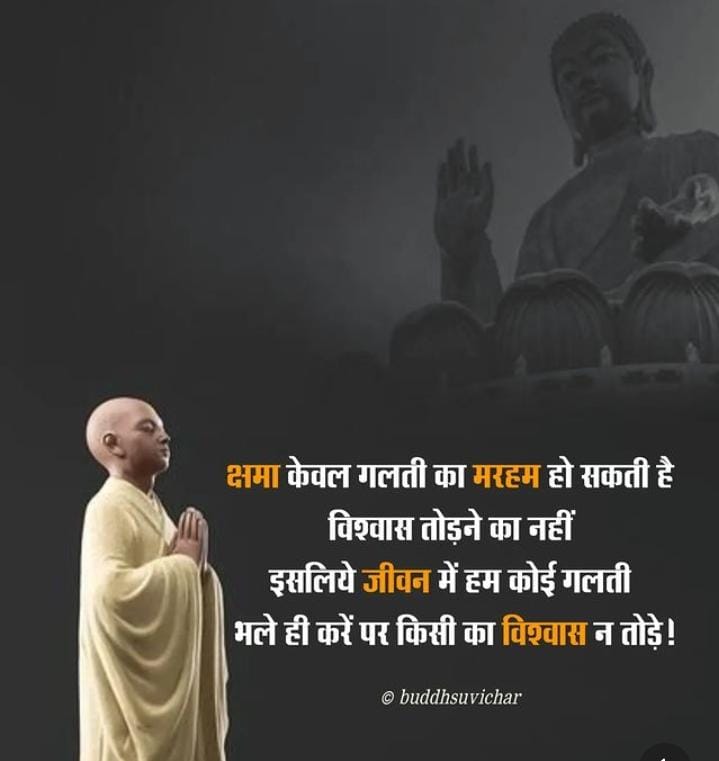 क्षमा केवल गलती का मरहम हो सकती है
विश्वास तोड़ने का नहीं
इसलिये जीवन में हम कोई गलती
भले ही करें पर किसी का विश्वास न तोड़े!
© buddhsuvichar